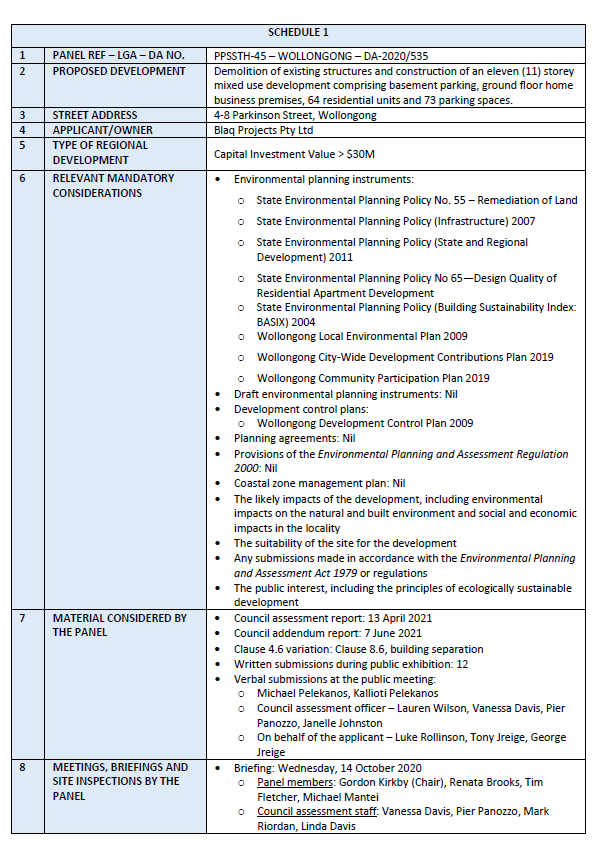 SCHEDULE 1
1 PANEL REF – LGA – DA NO. PPSSTH-45 – WOLLONGONG – DA-2020/535
2 PROPOSED DEVELOPMENT Demolition of existing structures and construction of an eleven (11) storey
mixed use development comprising basement parking, ground floor home
business premises, 64 residential units and 73 parking spaces.
3 STREET ADDRESS 4-8 Parkinson Street, Wollongong
4 APPLICANT/OWNER Blaq Projects Pty Ltd
5 TYPE OF REGIONAL
DEVELOPMENT
Capital Investment Value > $30M
6 RELEVANT MANDATORY
CONSIDERATIONS
• Environmental planning instruments:
o State Environmental Planning Policy No. 55 – Remediation of Land
o State Environmental Planning Policy (Infrastructure) 2007
o State Environmental Planning Policy (State and Regional
Development) 2011
o State Environmental Planning Policy No 65—Design Quality of
Residential Apartment Development
o State Environmental Planning Policy (Building Sustainability Index:
BASIX) 2004
o Wollongong Local Environmental Plan 2009
o Wollongong City-Wide Development Contributions Plan 2019
o Wollongong Community Participation Plan 2019
• Draft environmental planning instruments: Nil
• Development control plans:
o Wollongong Development Control Plan 2009
• Planning agreements: Nil
• Provisions of the Environmental Planning and Assessment Regulation
2000: Nil
• Coastal zone management plan: Nil
• The likely impacts of the development, including environmental
impacts on the natural and built environment and social and economic
impacts in the locality
• The suitability of the site for the development
• Any submissions made in accordance with the Environmental Planning
and Assessment Act 1979 or regulations
• The public interest, including the principles of ecologically sustainable
development
7 MATERIAL CONSIDERED BY
THE PANEL
• Council assessment report: 13 April 2021
• Council addendum report: 7 June 2021
• Clause 4.6 variation: Clause 8.6, building separation
• Written submissions during public exhibition: 12
• Verbal submissions at the public meeting:
o Michael Pelekanos, Kallioti Pelekanos
o Council assessment officer – Lauren Wilson, Vanessa Davis, Pier
Panozzo, Janelle Johnston
o On behalf of the applicant – Luke Rollinson, Tony Jreige, George
Jreige
8 MEETINGS, BRIEFINGS AND
SITE INSPECTIONS BY THE
PANEL
• Briefing: Wednesday, 14 October 2020
o Panel members: Gordon Kirkby (Chair), Renata Brooks, Tim
Fletcher, Michael Mantei
o Council assessment staff: Vanessa Davis, Pier Panozzo, Mark
Riordan, Linda Davis